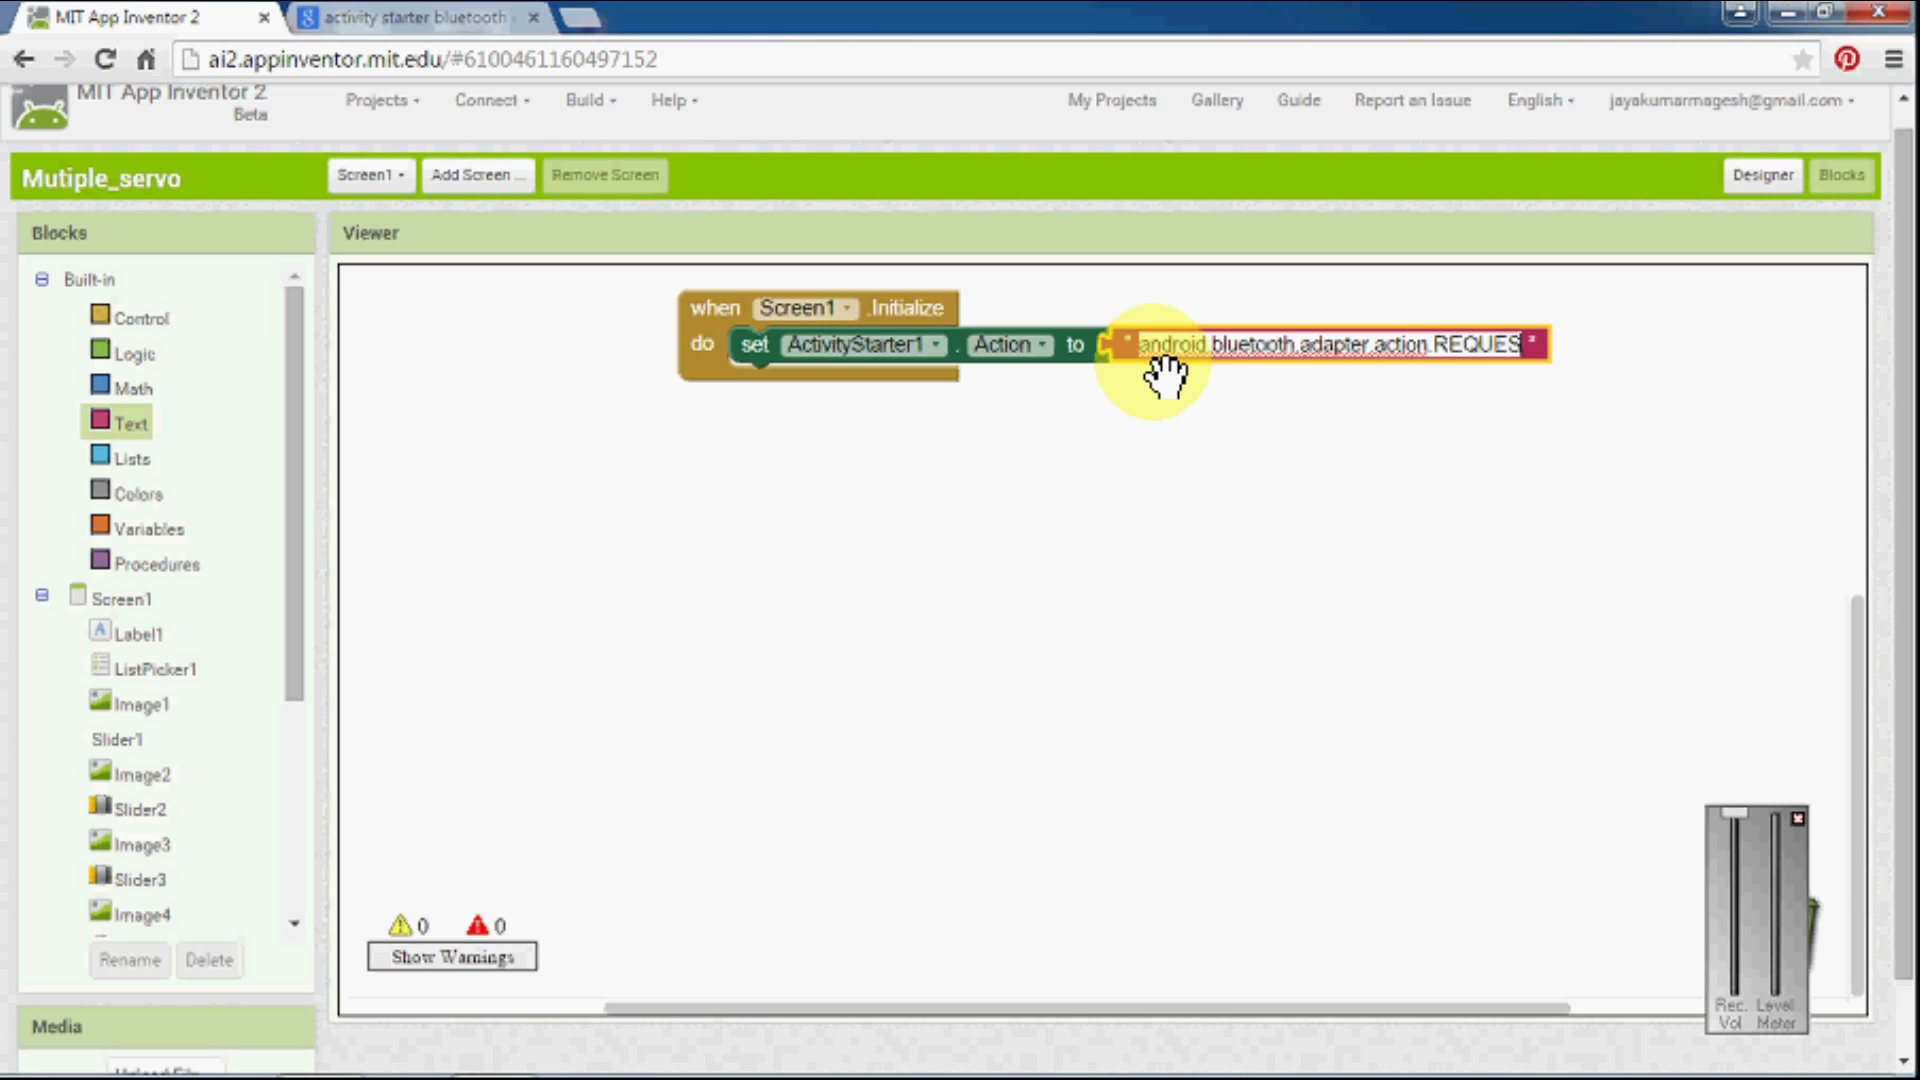 MIT App Inventor 2
activity starter bluetooth
ai2.appinventor.mit.edu/#6100461160497152
MIT App Inventor 2
Beta
Projects
Connect
Build
Help
My Projects
Gallery
Guide
Report an Issue
English
jayakumarmagesh@gmail.com
Mutiple_servo
Screen1
Add Screen ...
Remove Screen
Designer
Blocks
Blocks
Viewer
Built-in
Control
Logic
Math
Text
Lists
Colors
Variables
Procedures
Screen1
Label1
ListPicker1
Image1
Slider1
Image2
Slider2
Image3
Slider3
Image4
Rename
Delete
Media
when Screen1 .Initialize
do set ActivityStarter1 . Action to " android.bluetooth.adapter.action.REQUES "
0
0
Show Warnings
Rec. Level
Vol Meter